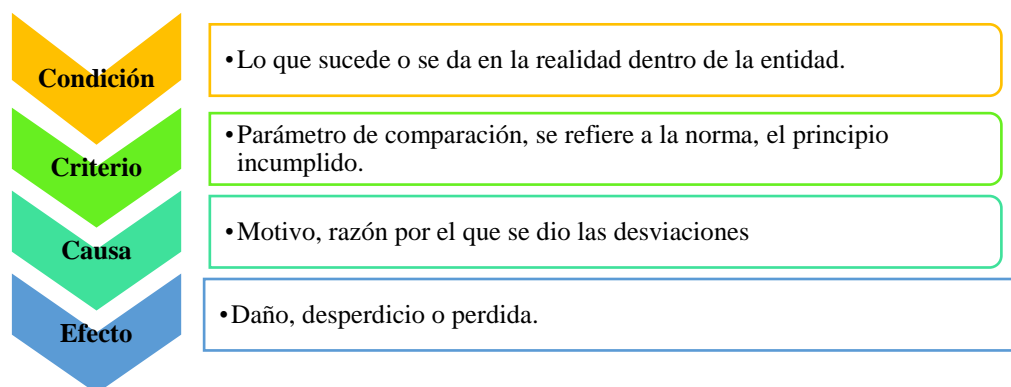 Condición
•Lo que sucede o se da en la realidad dentro de la entidad.
Criterio
•Parámetro de comparación, se refiere a la norma, el principio
incumplido.
Causa
•Motivo, razón por el que se dio las desviaciones
Efecto
•Daño, desperdicio o perdida.